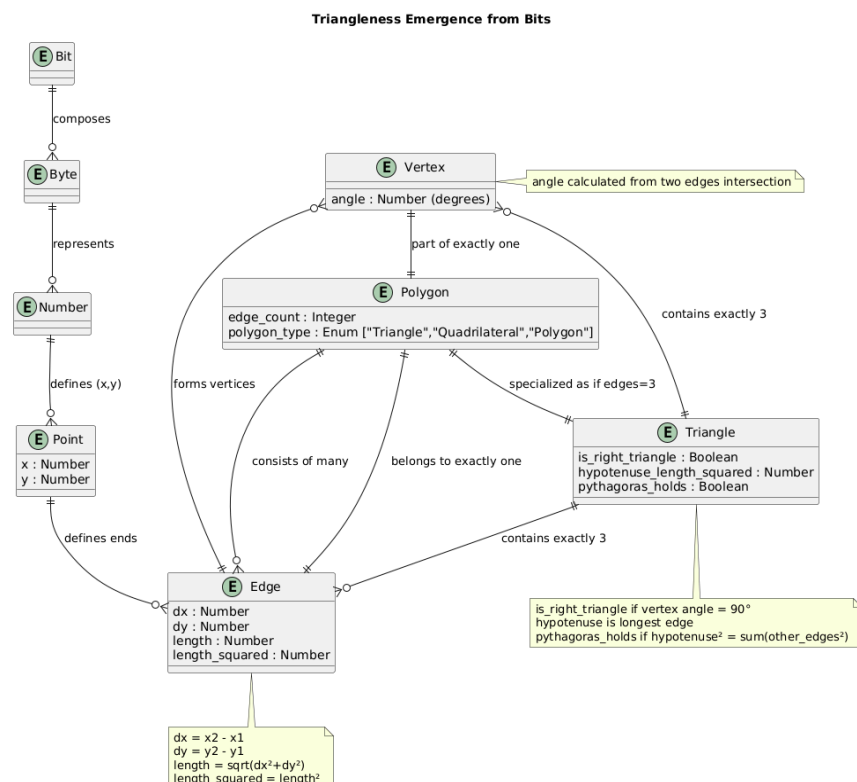 Triangleness Emergence from Bits
E Bit
composes
E Byte
E Vertex
angle : Number (degrees)
angle calculated from two edges intersection
represents
part of exactly one
E Number
E Polygon
edge_count : Integer
polygon_type : Enum ["Triangle","Quadrilateral","Polygon"]
contains exactly 3
defines (x,y)
forms vertices
specialized as if edges=3
E Point
x : Number
y : Number
E Triangle
is_right_triangle : Boolean
hypotenuse_length_squared : Number
pythagoras_holds : Boolean
consists of many
belongs to exactly one
defines ends
contains exactly 3
E Edge
dx : Number
dy : Number
length : Number
length_squared : Number
is_right_triangle if vertex angle = 90°
hypotenuse is longest edge
pythagoras_holds if hypotenuse² = sum(other_edges²)
dx = x2 - x1
dy = y2 - y1
length = sqrt(dx²+dy²)
length_squared = length²